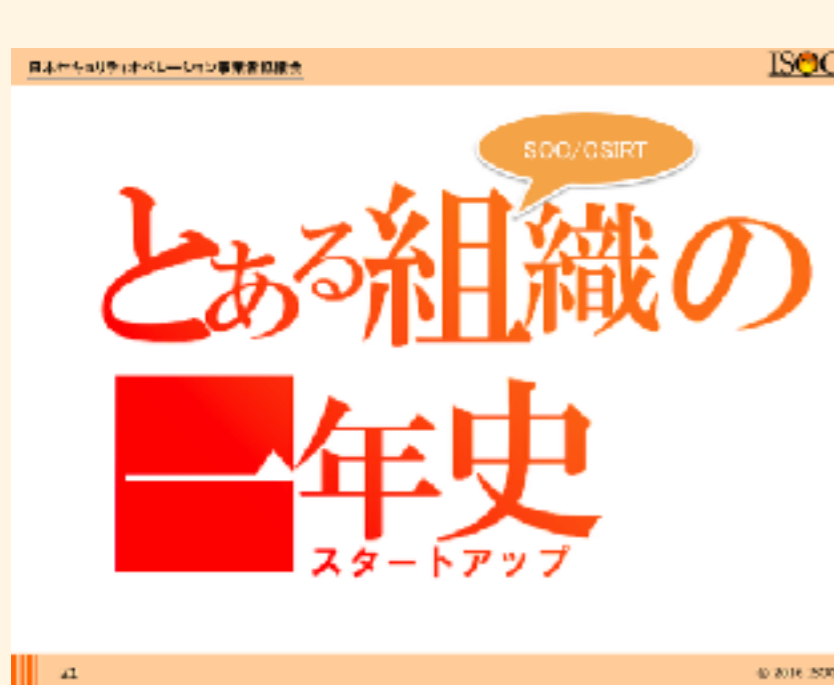 日本セキュリティオペレーション事業者協議会
SOC/CSIRT
とある組織の
一年史
スタートアップ